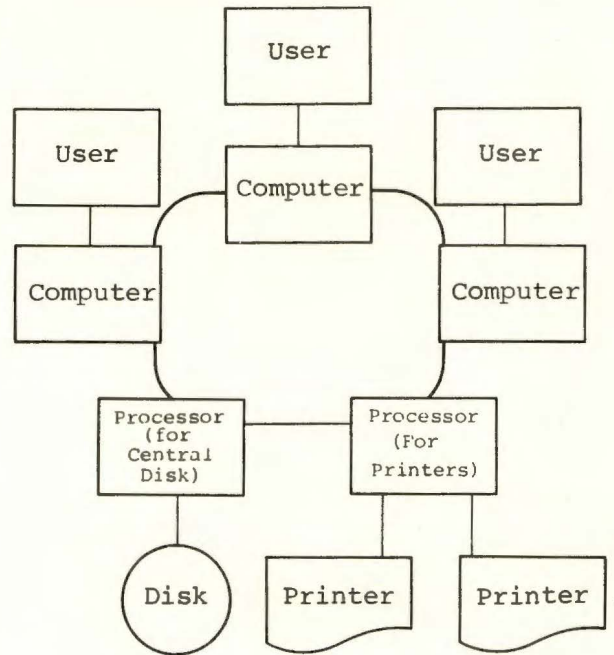 User
User
User
Computer
Computer
Computer
Processor
(for
Central
Disk)
Processor
(For
Printers)
Disk
Printer
Printer